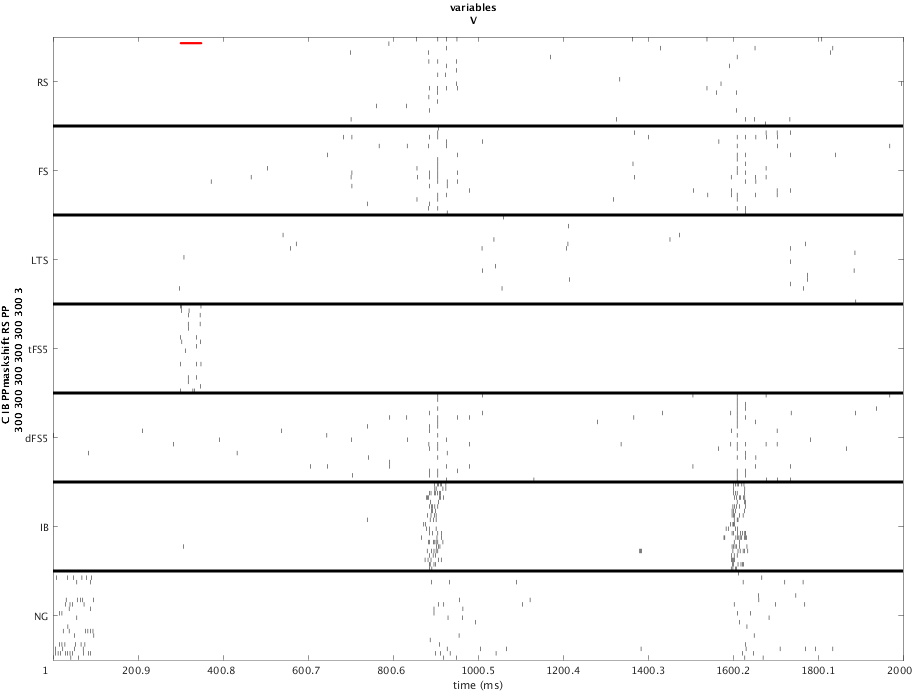 variables
V
RS
FS
LTS
tFS5
dFS5
IB
NG
C IB PPmaskshift RS PP
300 300 300 300 300 300 300 3
1
200.9
400.8
600.7
800.6
1000.5
1200.4
1400.3
1600.2
1800.1
2000
time (ms)